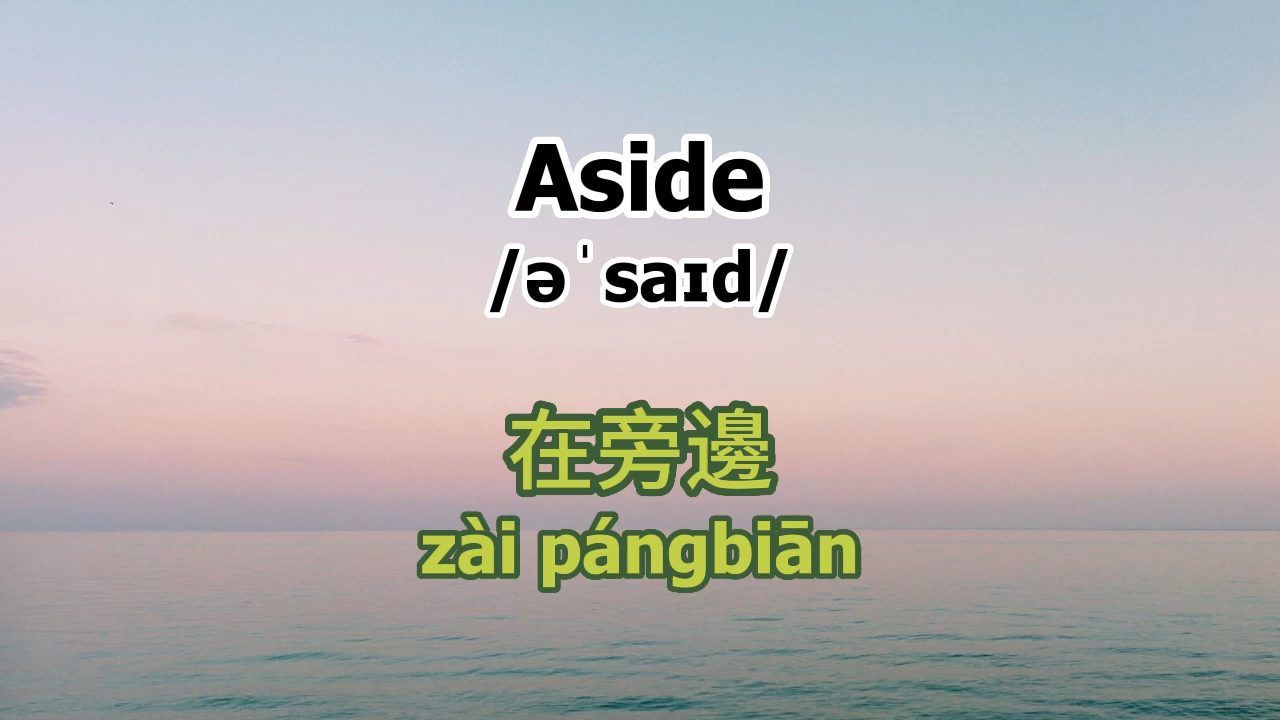 Aside
/əˈsaɪd/
在旁邊
zài pángbiān